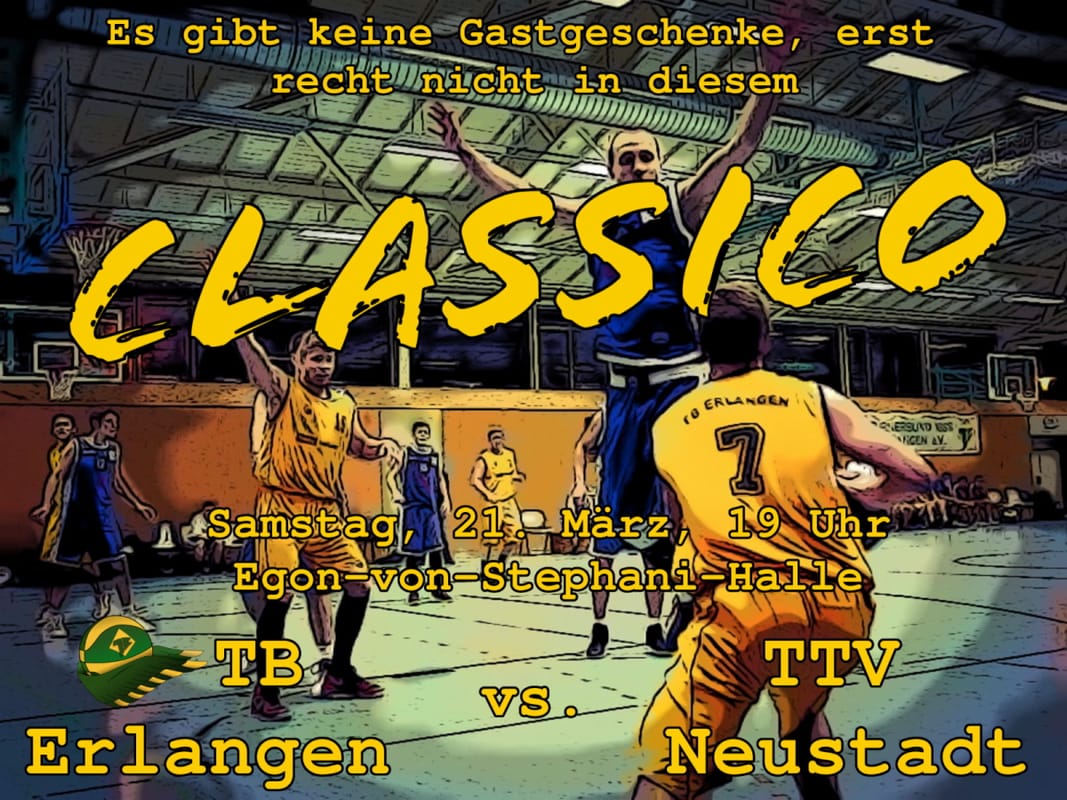 Es gibt keine Gastgeschenke, erst
recht nicht in diesem
CLASSICO
TB ERLANGEN
7
Samstag, 21. März, 19 Uhr
Egon-von-Stephani-Halle
TB
Erlangen
vs.
TTV
Neustadt